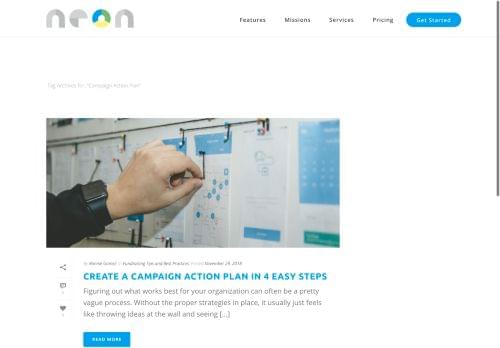 neon
Features Missions Services Pricing Get Started
Tag Archives for: "Campaign Action Plan"
in Fundraising Tips and Best Practices Posted November 29, 2018
CREATE A CAMPAIGN ACTION PLAN IN 4 EASY STEPS
Figuring out what works best for your organization can often be a pretty
vague process. Without the proper strategies in place, it usually just feels
like throwing ideas at the wall and seeing [...]
READ MORE